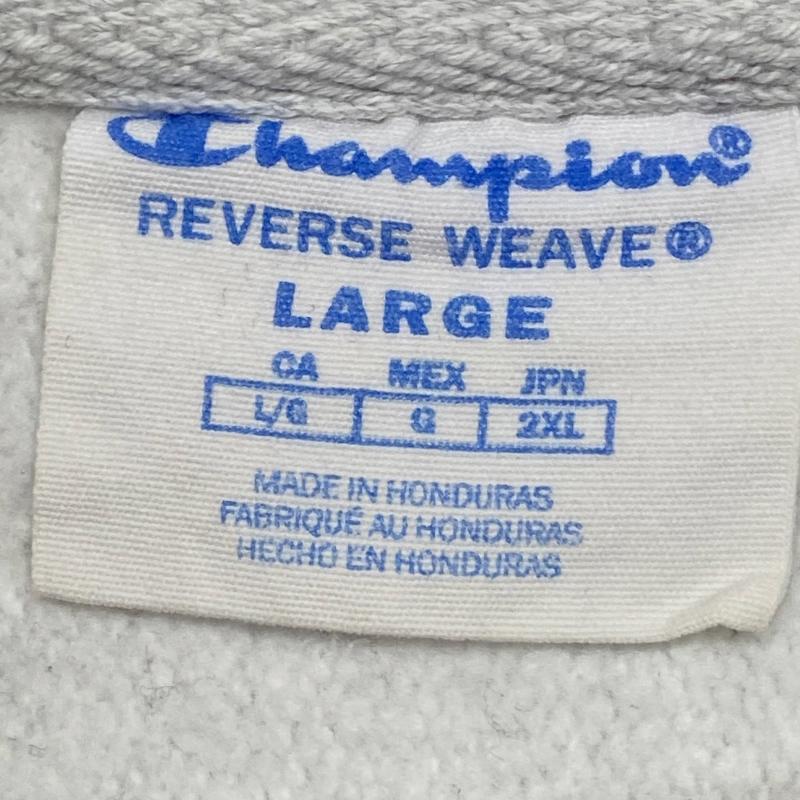 Champion®
REVERSE WEAVE®
LARGE
CA MEX JPN
L/G G 2XL
MADE IN HONDURAS
FABRIQUÉ AU HONDURAS
HECHO EN HONDURAS